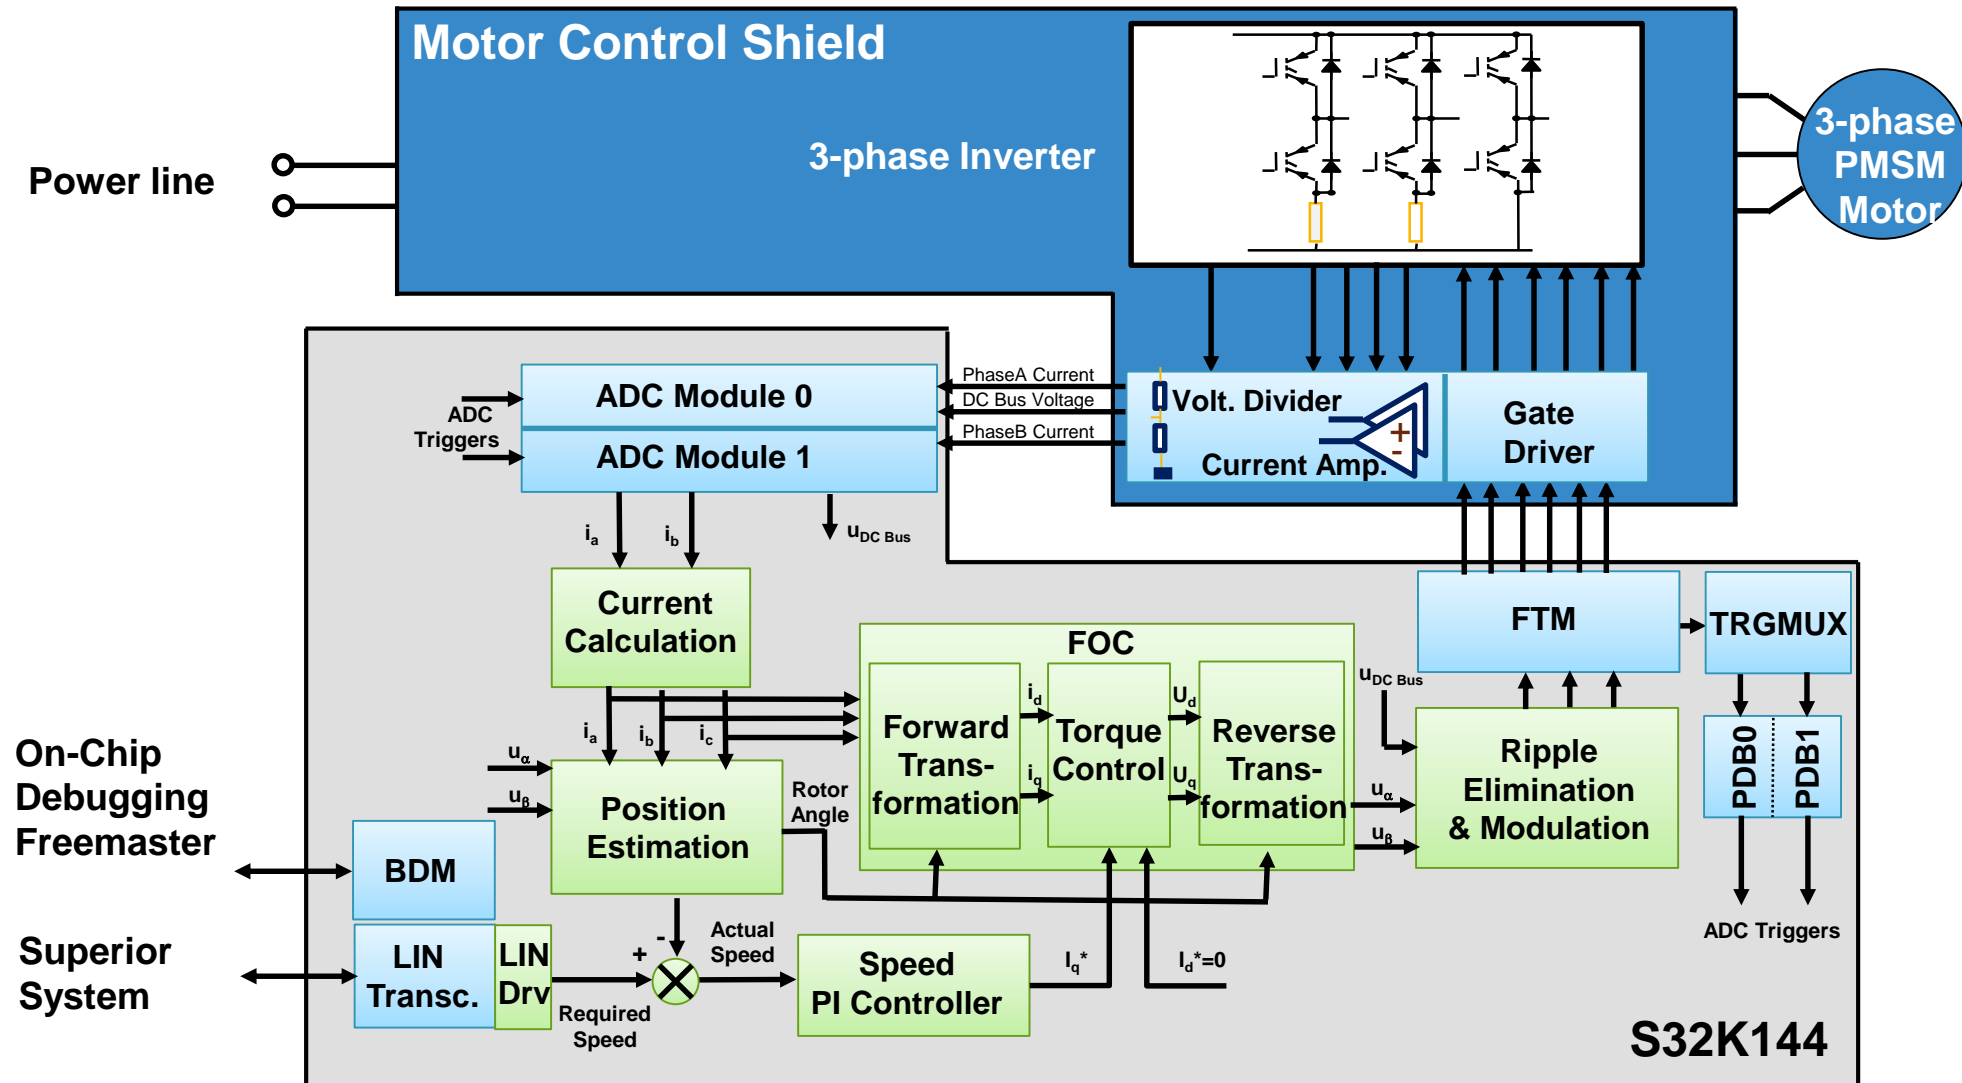 Motor Control Shield
3-phase Inverter
3-phase
PMSM
Motor
Power line
ADC Module 0
ADC Module 1
ADC
Triggers
PhaseA Current
DC Bus Voltage
PhaseB Current
Volt. Divider
+
-
Current Amp.
Gate
Driver
ia
ib
uDC Bus
Current
Calculation
FTM
TRGMUX
FOC
Forward
Trans-
formation
id
iq
Torque
Control
Ud
Uq
Reverse
Trans-
formation
uDC Bus
uα
uβ
Ripple
Elimination
& Modulation
PDB0
PDB1
ADC Triggers
ia
ib
ic
uα
uβ
Position
Estimation
Rotor
Angle
On-Chip
Debugging
Freemaster
BDM
Superior
System
LIN
Transc.
LIN
Drv
Required
Speed
+
-
Actual
Speed
Speed
PI Controller
Iq*
Id*=0
S32K144